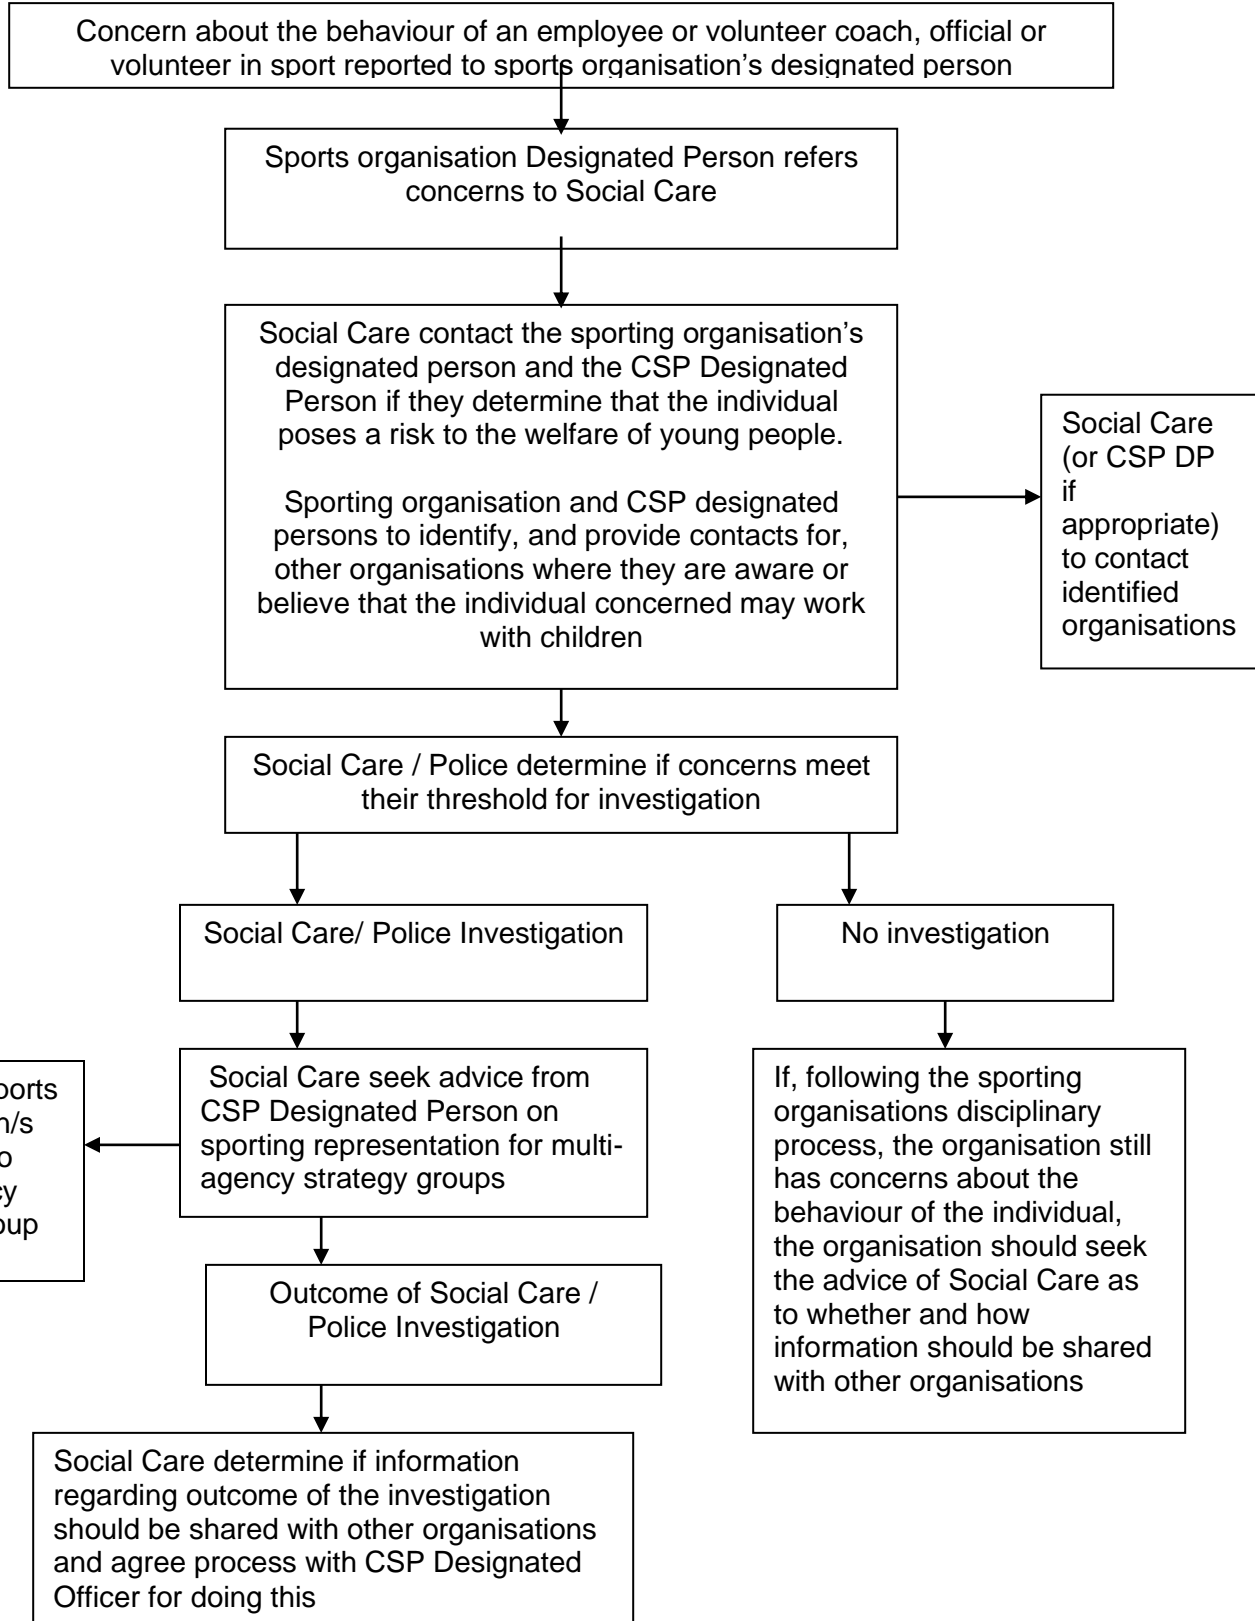 Concern about the behaviour of an employee or volunteer coach, official or
volunteer in sport reported to sports organisation’s designated person
Sports organisation Designated Person refers
concerns to Social Care
Social Care contact the sporting organisation’s
designated person and the CSP Designated
Person if they determine that the individual
poses a risk to the welfare of young people.
Sporting organisation and CSP designated
persons to identify, and provide contacts for,
other organisations where they are aware or
believe that the individual concerned may work
with children
Social Care
(or CSP DP
if
appropriate)
to contact
identified
organisations
Social Care / Police determine if concerns meet
their threshold for investigation
Social Care/ Police Investigation
No investigation
Social Care seek advice from
CSP Designated Person on
sporting representation for multi-
agency strategy groups
If, following the sporting
organisations disciplinary
process, the organisation still
has concerns about the
behaviour of the individual,
the organisation should seek
the advice of Social Care as
to whether and how
information should be shared
with other organisations
Outcome of Social Care /
Police Investigation
Social Care determine if information
regarding outcome of the investigation
should be shared with other organisations
and agree process with CSP Designated
Officer for doing this